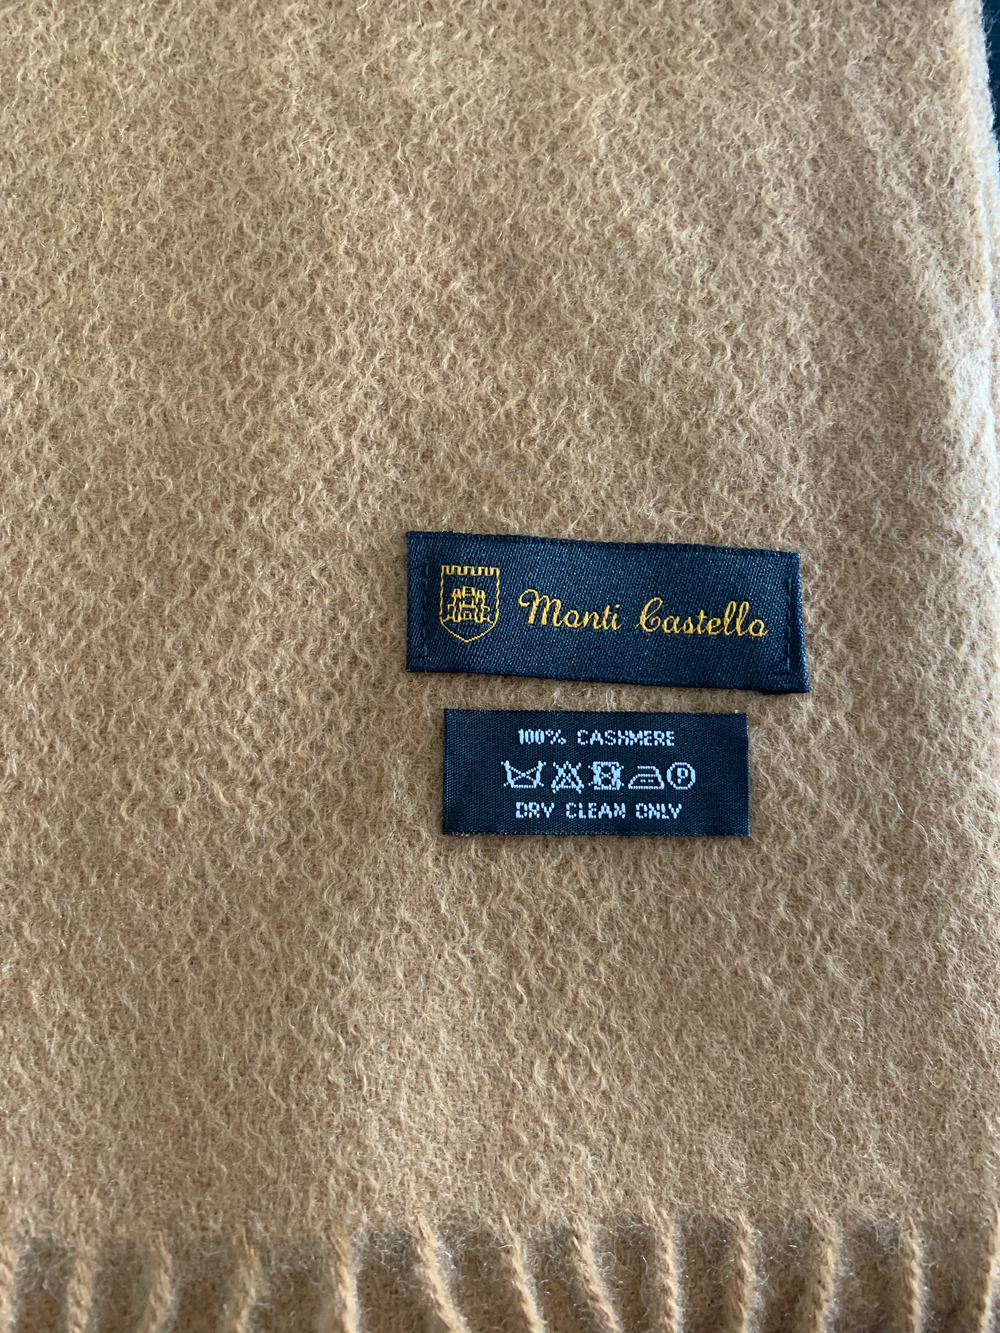 Monti Castello
100% CASHMERE
P
DRY CLEAN ONLY